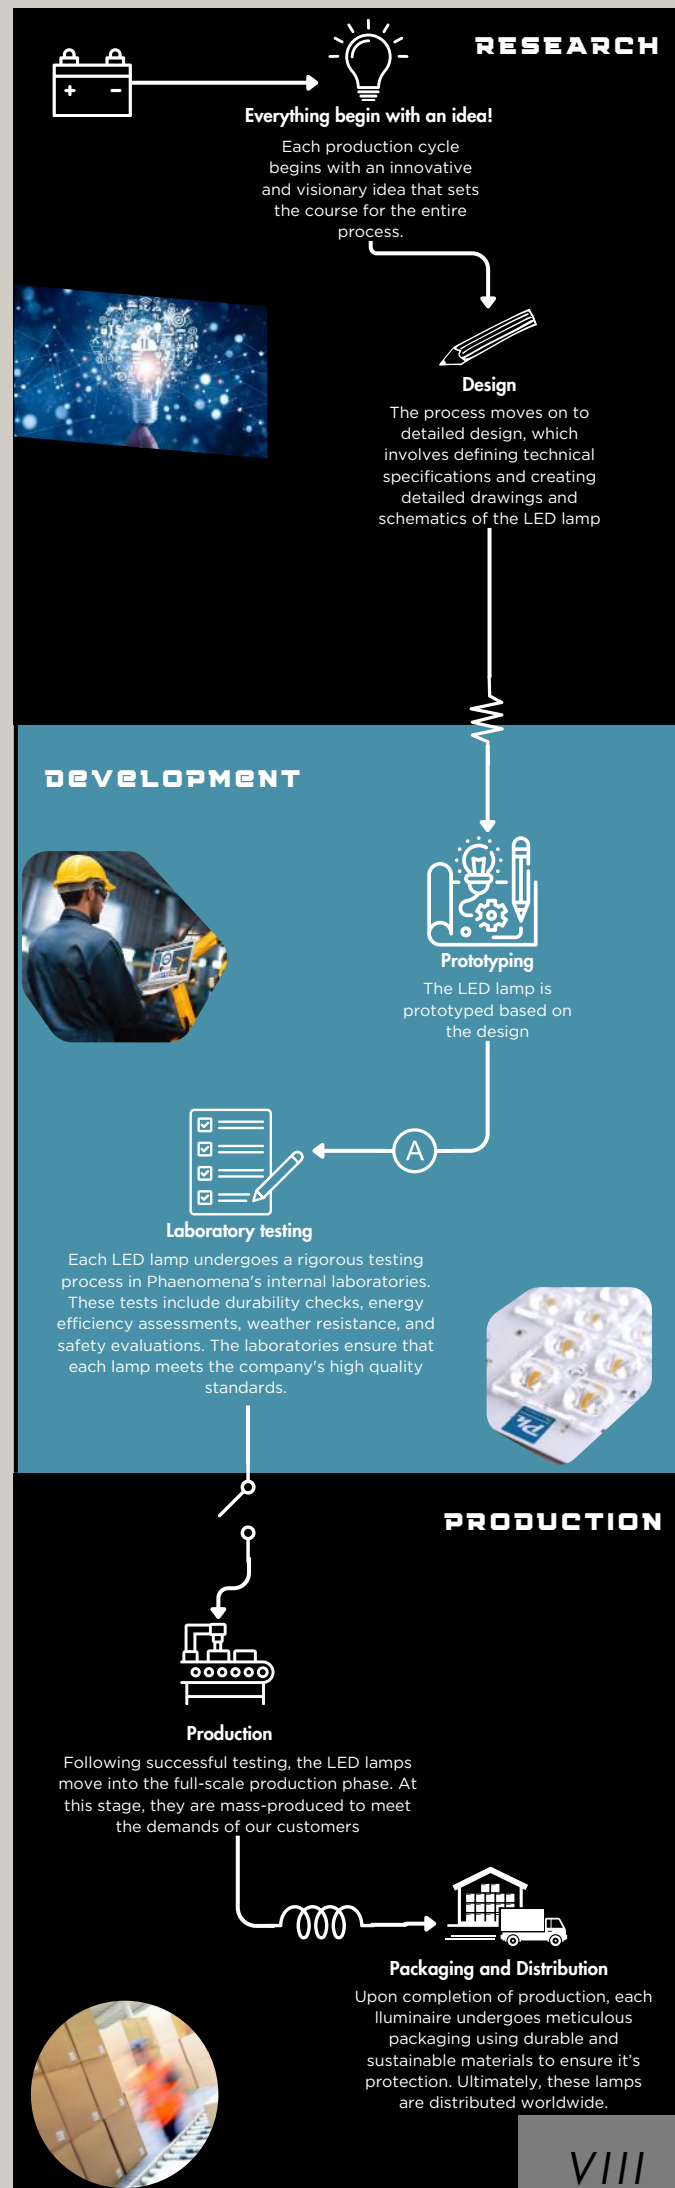 RESEARCH
+ −
Everything begin with an idea!
Each production cycle
begins with an innovative
and visionary idea that sets
the course for the entire
process.
Design
The process moves on to
detailed design, which
involves defining technical
specifications and creating
detailed drawings and
schematics of the LED lamp
DEVELOPMENT
Prototyping
The LED lamp is
prototyped based on
the design
A
Laboratory testing
Each LED lamp undergoes a rigorous testing
process in Phaenomena's internal laboratories.
These tests include durability checks, energy
efficiency assessments, weather resistance, and
safety evaluations. The laboratories ensure that
each lamp meets the company's high quality
standards.
Ph.
PRODUCTION
Production
Following successful testing, the LED lamps
move into the full-scale production phase. At
this stage, they are mass-produced to meet
the demands of our customers
Packaging and Distribution
Upon completion of production, each
lluminaire undergoes meticulous
packaging using durable and
sustainable materials to ensure it’s
protection. Ultimately, these lamps
are distributed worldwide.
VIII